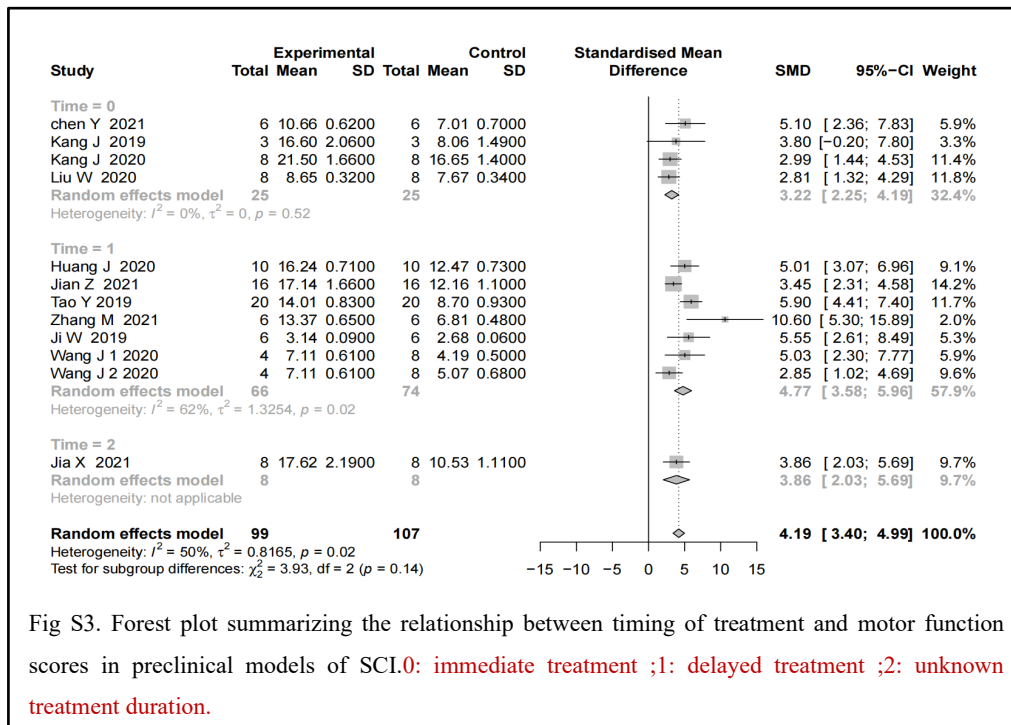 Experimental Control Standardised Mean
Study Total Mean SD Total Mean SD Difference SMD 95%−CI Weight
Time = 0
chen Y 2021 6 10.66 0.6200 6 7.01 0.7000 5.10 [ 2.36; 7.83] 5.9%
Kang J 2019 3 16.60 2.0600 3 8.06 1.4900 3.80 [−0.20; 7.80] 3.3%
Kang J 2020 8 21.50 1.6600 8 16.65 1.4000 2.99 [ 1.44; 4.53] 11.4%
Liu W 2020 8 8.65 0.3200 8 7.67 0.3400 2.81 [ 1.32; 4.29] 11.8%
Random effects model 25 25 3.22 [ 2.25; 4.19] 32.4%
Heterogeneity: I² = 0%, τ² = 0, p = 0.52
Time = 1
Huang J 2020 10 16.24 0.7100 10 12.47 0.7300 5.01 [ 3.07; 6.96] 9.1%
Jian Z 2021 16 17.14 1.6600 16 12.16 1.1000 3.45 [ 2.31; 4.58] 14.2%
Tao Y 2019 20 14.01 0.8300 20 8.70 0.9300 5.90 [ 4.41; 7.40] 11.7%
Zhang M 2021 6 13.37 0.6500 6 6.81 0.4800 10.60 [ 5.30; 15.89] 2.0%
Ji W 2019 6 3.14 0.0900 6 2.68 0.0600 5.55 [ 2.61; 8.49] 5.3%
Wang J 1 2020 4 7.11 0.6100 8 4.19 0.5000 5.03 [ 2.30; 7.77] 5.9%
Wang J 2 2020 4 7.11 0.6100 8 5.07 0.6800 2.85 [ 1.02; 4.69] 9.6%
Random effects model 66 74 4.77 [ 3.58; 5.96] 57.9%
Heterogeneity: I² = 62%, τ² = 1.3254, p = 0.02
Time = 2
Jia X 2021 8 17.62 2.1900 8 10.53 1.1100 3.86 [ 2.03; 5.69] 9.7%
Random effects model 8 8 3.86 [ 2.03; 5.69] 9.7%
Heterogeneity: not applicable
Random effects model 99 107 4.19 [ 3.40; 4.99] 100.0%
Heterogeneity: I² = 50%, τ² = 0.8165, p = 0.02
Test for subgroup differences: χ²₂ = 3.93, df = 2 (p = 0.14)
−15 −10 −5 0 5 10 15
Fig S3. Forest plot summarizing the relationship between timing of treatment and motor function
scores in preclinical models of SCI.0: immediate treatment ;1: delayed treatment ;2: unknown
treatment duration.